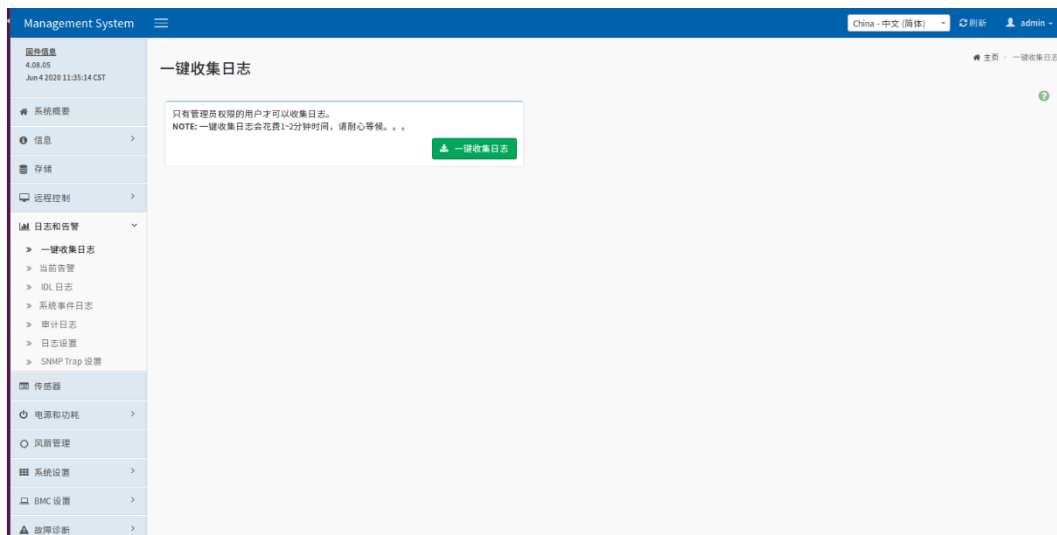 Management System
China - 中文 (简体)
刷新
admin
固件信息
4.08.05
Jun 4 2020 11:35:14 CST
一键收集日志
主页
一键收集日志
系统概要
信息
存储
远程控制
日志和告警
» 一键收集日志
» 当前告警
» IDL 日志
» 系统事件日志
» 审计日志
» 日志设置
» SNMP Trap 设置
传感器
电源和功耗
风扇管理
系统设置
BMC 设置
故障诊断
只有管理员权限的用户才可以收集日志。
NOTE: 一键收集日志会花费1~2分钟时间，请耐心等候。。。
一键收集日志